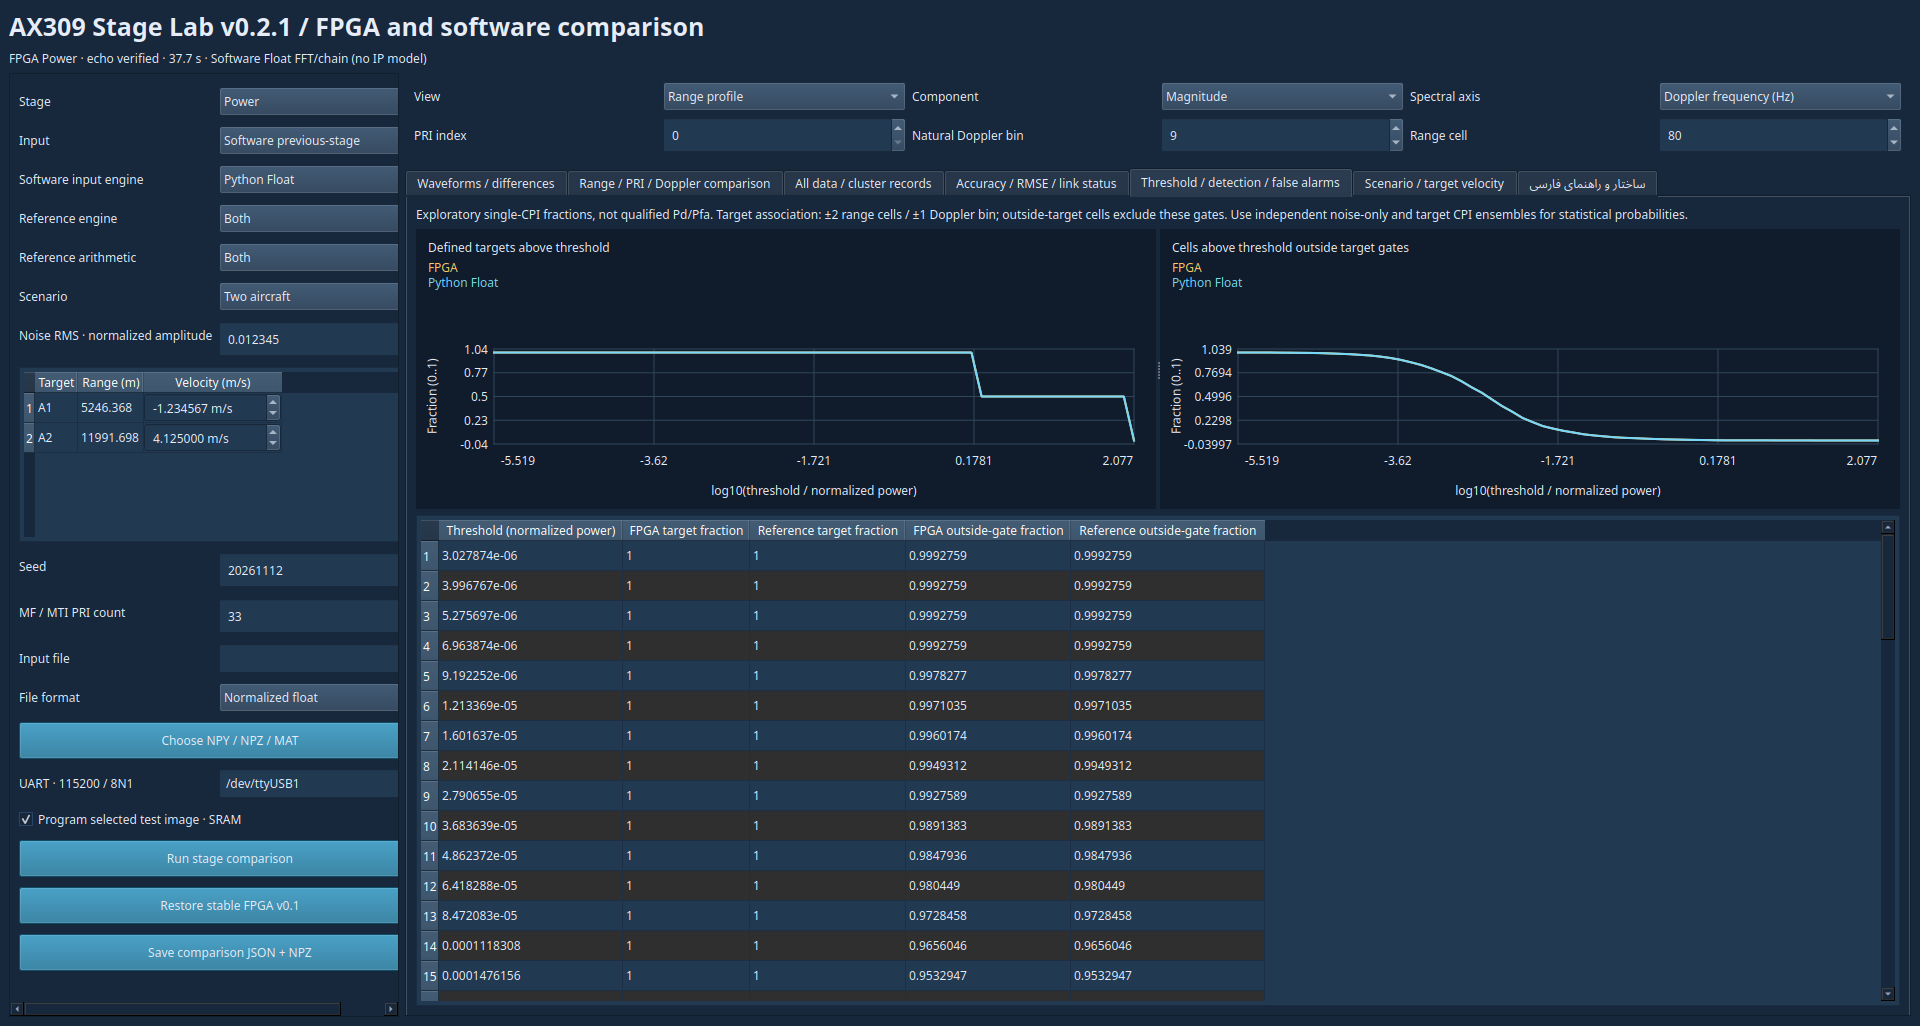 AX309 Stage Lab v0.2.1 / FPGA and software comparison
FPGA Power · echo verified · 37.7 s · Software Float FFT/chain (no IP model)
Stage Power
Input Software previous-stage
Software input engine Python Float
Reference engine Both
Reference arithmetic Both
Scenario Two aircraft
Noise RMS · normalized amplitude 0.012345
Target Range (m) Velocity (m/s)
1 A1 5246.368 -1.234567 m/s
2 A2 11991.698 4.125000 m/s
Seed 20261112
MF / MTI PRI count 33
Input file
File format Normalized float
Choose NPY / NPZ / MAT
UART · 115200 / 8N1 /dev/ttyUSB1
Program selected test image · SRAM
Run stage comparison
Restore stable FPGA v0.1
Save comparison JSON + NPZ
View Range profile Component Magnitude Spectral axis Doppler frequency (Hz)
PRI index 0 Natural Doppler bin 9 Range cell 80
Waveforms / differences Range / PRI / Doppler comparison All data / cluster records Accuracy / RMSE / link status Threshold / detection / false alarms Scenario / target velocity ساختار و راهنمای فارسی
Exploratory single-CPI fractions, not qualified Pd/Pfa. Target association: ±2 range cells / ±1 Doppler bin; outside-target cells exclude these gates. Use independent noise-only and target CPI ensembles for statistical probabilities.
Defined targets above threshold
FPGA
Python Float
Fraction (0..1)
1.04
0.77
0.5
0.23
-0.04
-5.519 -3.62 -1.721 0.1781 2.077
log10(threshold / normalized power)
Cells above threshold outside target gates
FPGA
Python Float
Fraction (0..1)
1.039
0.7694
0.4996
0.2298
-0.03997
-5.519 -3.62 -1.721 0.1781 2.077
log10(threshold / normalized power)
Threshold (normalized power) FPGA target fraction Reference target fraction FPGA outside-gate fraction Reference outside-gate fraction
1 3.027874e-06 1 1 0.9992759 0.9992759
2 3.996767e-06 1 1 0.9992759 0.9992759
3 5.275697e-06 1 1 0.9992759 0.9992759
4 6.963874e-06 1 1 0.9992759 0.9992759
5 9.192252e-06 1 1 0.9978277 0.9978277
6 1.213369e-05 1 1 0.9971035 0.9971035
7 1.601637e-05 1 1 0.9960174 0.9960174
8 2.114146e-05 1 1 0.9949312 0.9949312
9 2.790655e-05 1 1 0.9927589 0.9927589
10 3.683639e-05 1 1 0.9891383 0.9891383
11 4.862372e-05 1 1 0.9847936 0.9847936
12 6.418288e-05 1 1 0.980449 0.980449
13 8.472083e-05 1 1 0.9728458 0.9728458
14 0.0001118308 1 1 0.9656046 0.9656046
15 0.0001476156 1 1 0.9532947 0.9532947